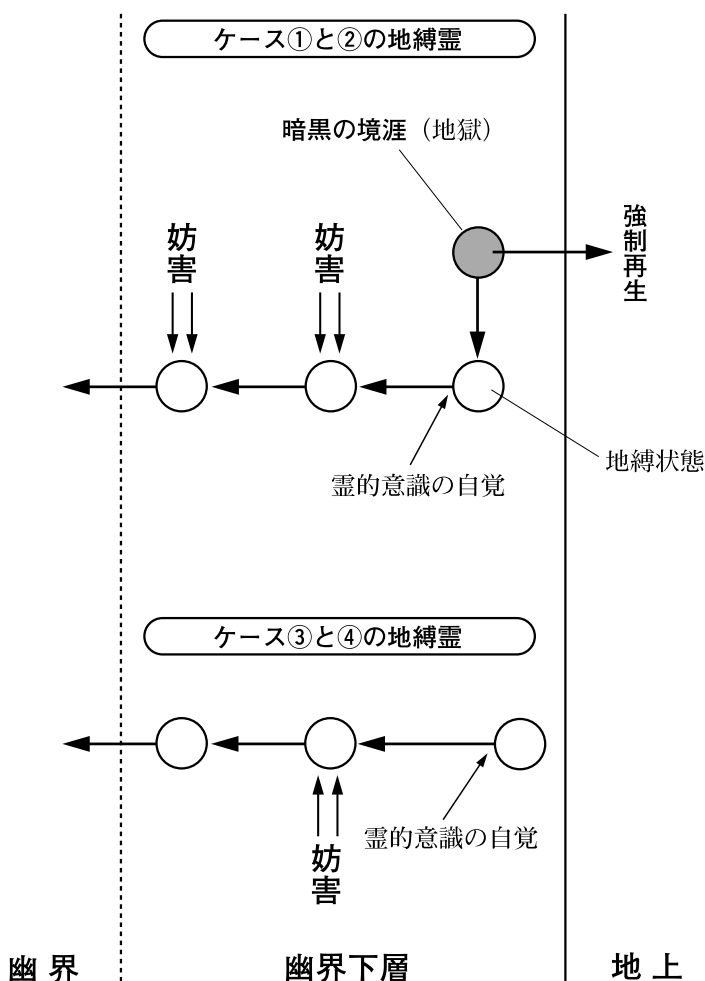 ケース①と②の地縛霊
暗黒の境涯（地獄）
強制再生
妨害
妨害
地縛状態
霊的意識の自覚
ケース③と④の地縛霊
霊的意識の自覚
妨害
幽界
幽界下層
地上